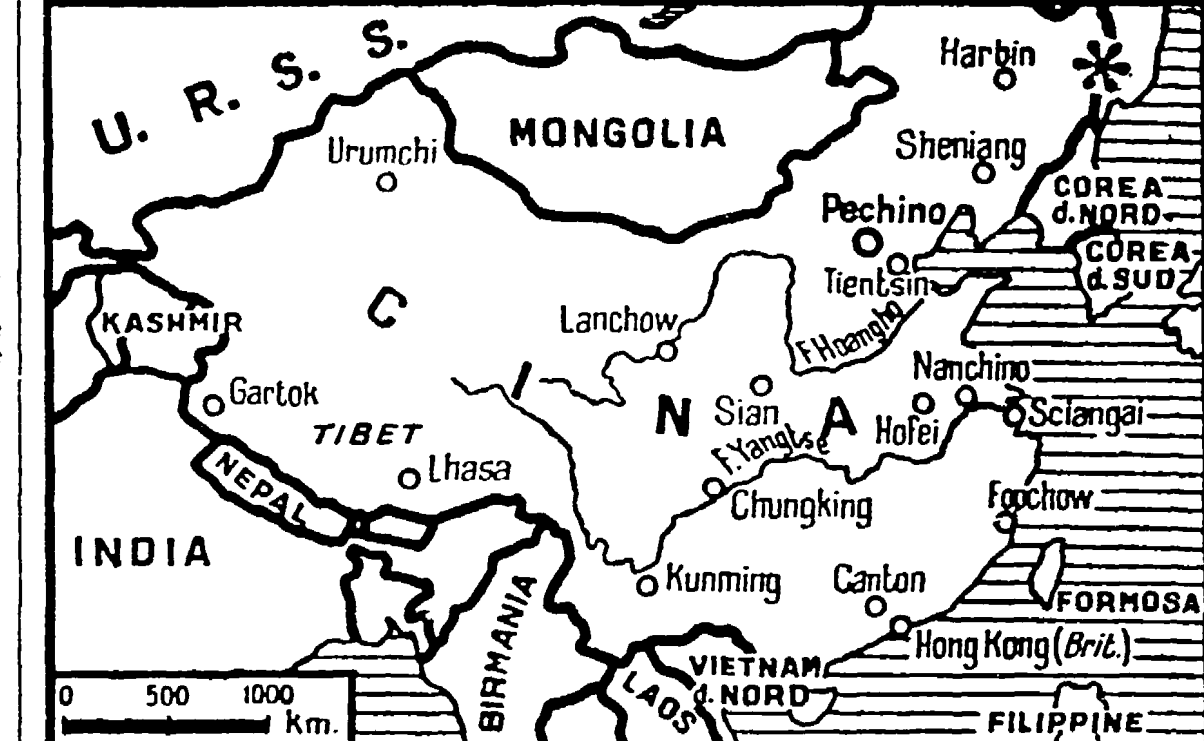 U. R. S. S.
Harbin
MONGOLIA
Urumchi
Sheniang
COREA
d. NORD
Pechino
COREA
d. SUD
Tientsin
C I N A
KASHMIR
Lanchow
F. Hoangho
Nanchino
Gartok
Sian
Hofei
Sciangai
TIBET
F. Yangtse
Lhasa
NEPAL
Chungking
Foochow
INDIA
Kunming
Canton
FORMOSA
BIRMANIA
Hong Kong (Brit.)
VIETNAM
d. NORD
LAOS
0 500 1000
km.
FILIPPINE